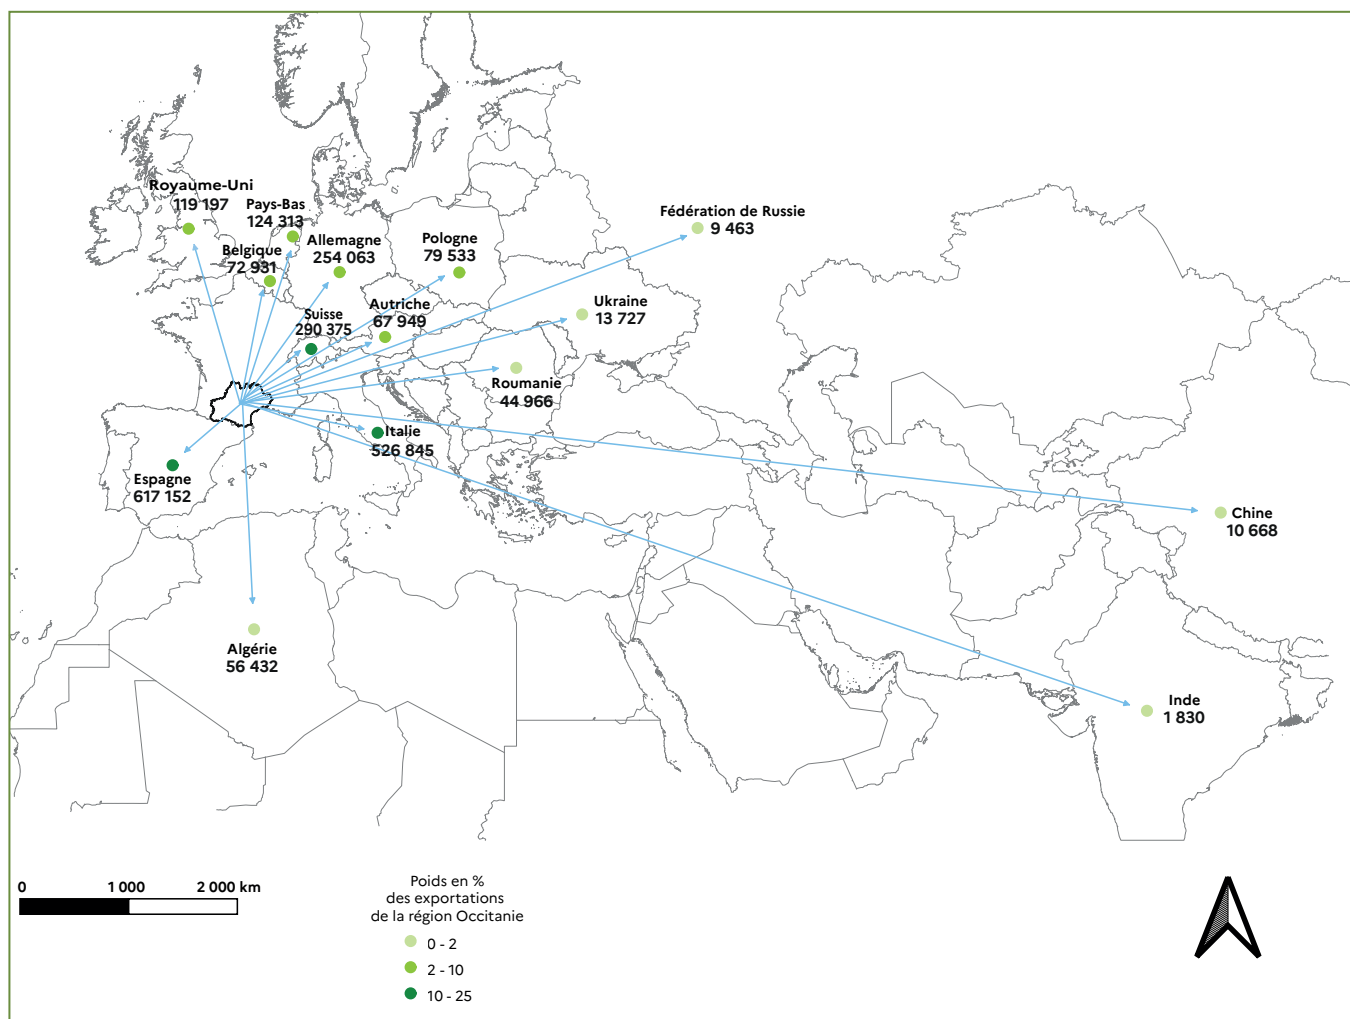 Royaume-Uni
119 197
Pays-Bas
124 313
Belgique
72 931
Allemagne
254 063
Pologne
79 533
Fédération de Russie
9 463
Suisse
290 375
Autriche
67 949
Ukraine
13 727
Roumanie
44 966
Italie
526 845
Espagne
617 152
Chine
10 668
Algérie
56 432
Inde
1 830
0 1 000 2 000 km
Poids en %
des exportations
de la région Occitanie
0 - 2
2 - 10
10 - 25